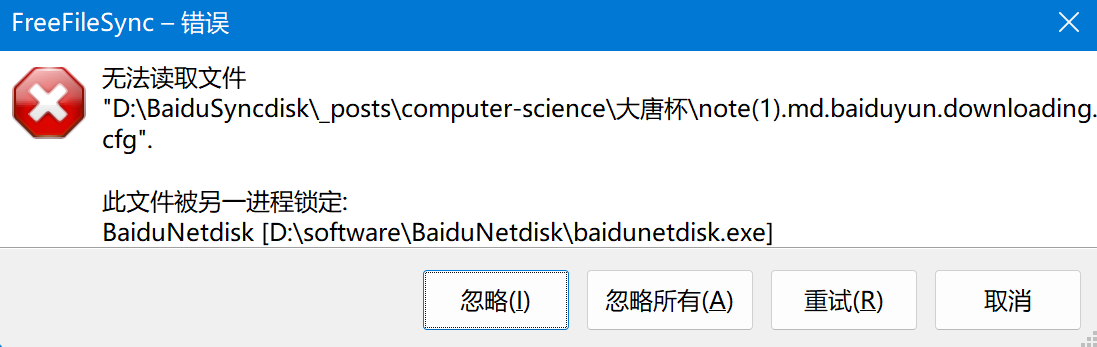 FreeFileSync – 错误
无法读取文件
"D:\BaiduSyncdisk\_posts\computer-science\大唐杯\note(1).md.baiduyun.downloading.
cfg".
此文件被另一进程锁定:
BaiduNetdisk [D:\software\BaiduNetdisk\baidunetdisk.exe]
忽略(I) 忽略所有(A) 重试(R) 取消